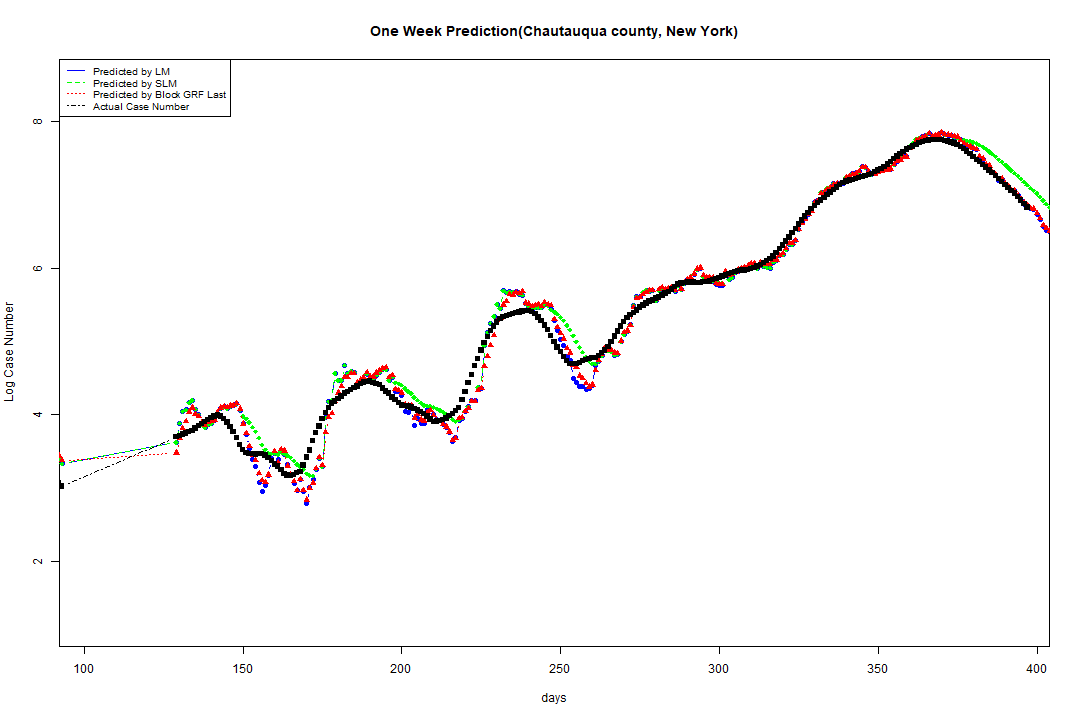 One Week Prediction(Chautauqua county, New York)
Predicted by LM
Predicted by SLM
Predicted by Block GRF Last
Actual Case Number
8
6
4
2
Log Case Number
100 150 200 250 300 350 400
days